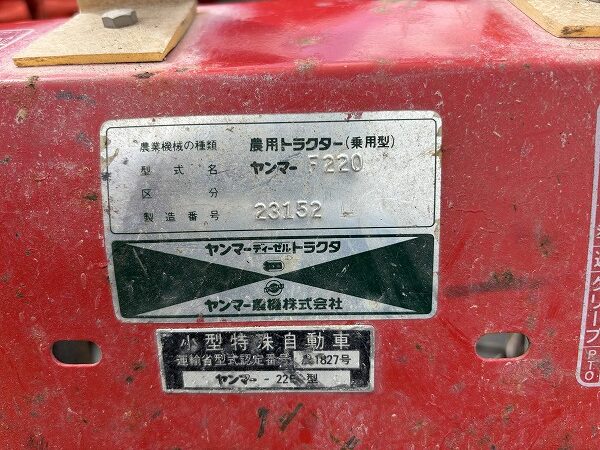 農業機械の種類 農用トラクター(乗用型)
型式名 ヤンマー F220
区分
製造番号 23152
ヤンマーディーゼルトラクタ
ヤンマー農機株式会社
小型特殊自動車
運輸省型式認定番号 農1827号
ヤンマー-22 型
PTO